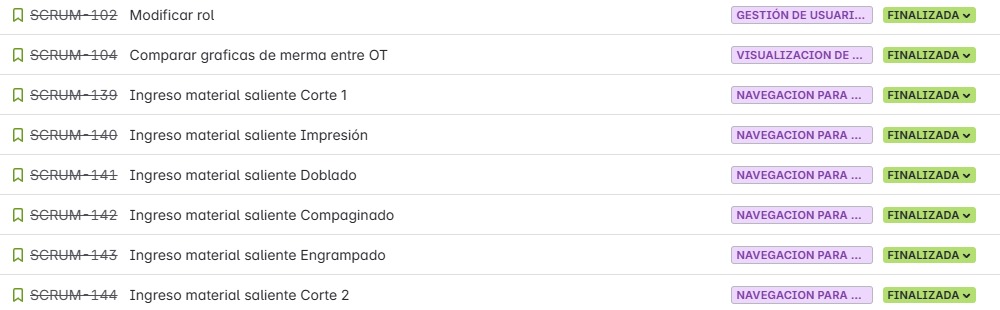 SCRUM-102 Modificar rol GESTIÓN DE USUARI... FINALIZADA
SCRUM-104 Comparar graficas de merma entre OT VISUALIZACION DE ... FINALIZADA
SCRUM-139 Ingreso material saliente Corte 1 NAVEGACION PARA ... FINALIZADA
SCRUM-140 Ingreso material saliente Impresión NAVEGACION PARA ... FINALIZADA
SCRUM-141 Ingreso material saliente Doblado NAVEGACION PARA ... FINALIZADA
SCRUM-142 Ingreso material saliente Compaginado NAVEGACION PARA ... FINALIZADA
SCRUM-143 Ingreso material saliente Engrampado NAVEGACION PARA ... FINALIZADA
SCRUM-144 Ingreso material saliente Corte 2 NAVEGACION PARA ... FINALIZADA